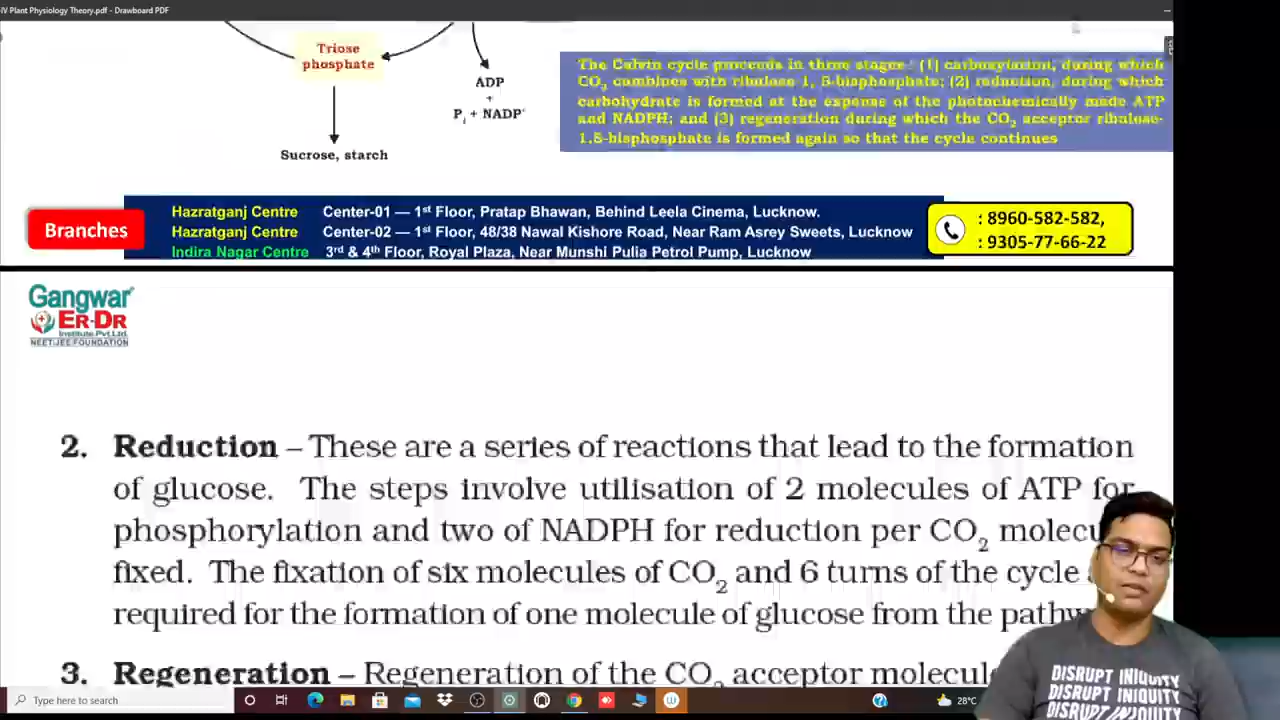 IV Plant Physiology Theory.pdf - Drawboard PDF
Triose
phosphate
ADP
+
Pi + NADP+
Sucrose, starch
The Calvin cycle proceeds in three stages : (1) carboxylation, during which
CO2 combines with ribulose 1, 5-bisphosphate; (2) reduction, during which
carbohydrate is formed at the expense of the photochemically made ATP
and NADPH; and (3) regeneration during which the CO2 acceptor ribulose-
1,5-bisphosphate is formed again so that the cycle continues
Branches
Hazratganj Centre Center-01 — 1st Floor, Pratap Bhawan, Behind Leela Cinema, Lucknow.
Hazratganj Centre Center-02 — 1st Floor, 48/38 Nawal Kishore Road, Near Ram Asrey Sweets, Lucknow
Indira Nagar Centre 3rd & 4th Floor, Royal Plaza, Near Munshi Pulia Petrol Pump, Lucknow
: 8960-582-582,
: 9305-77-66-22
Gangwar
ER-DR
Institute Pvt.Ltd.
NEET-JEE FOUNDATION
2. Reduction – These are a series of reactions that lead to the formation
of glucose. The steps involve utilisation of 2 molecules of ATP for
phosphorylation and two of NADPH for reduction per CO2 molecu
fixed. The fixation of six molecules of CO2 and 6 turns of the cycle
required for the formation of one molecule of glucose from the pathw
3. Regeneration – Regeneration of the CO2 acceptor molecul
DISRUPT INIQUITY
DISRUPT INIQUITY
DISRUPT INIQUITY
Type here to search
28°C